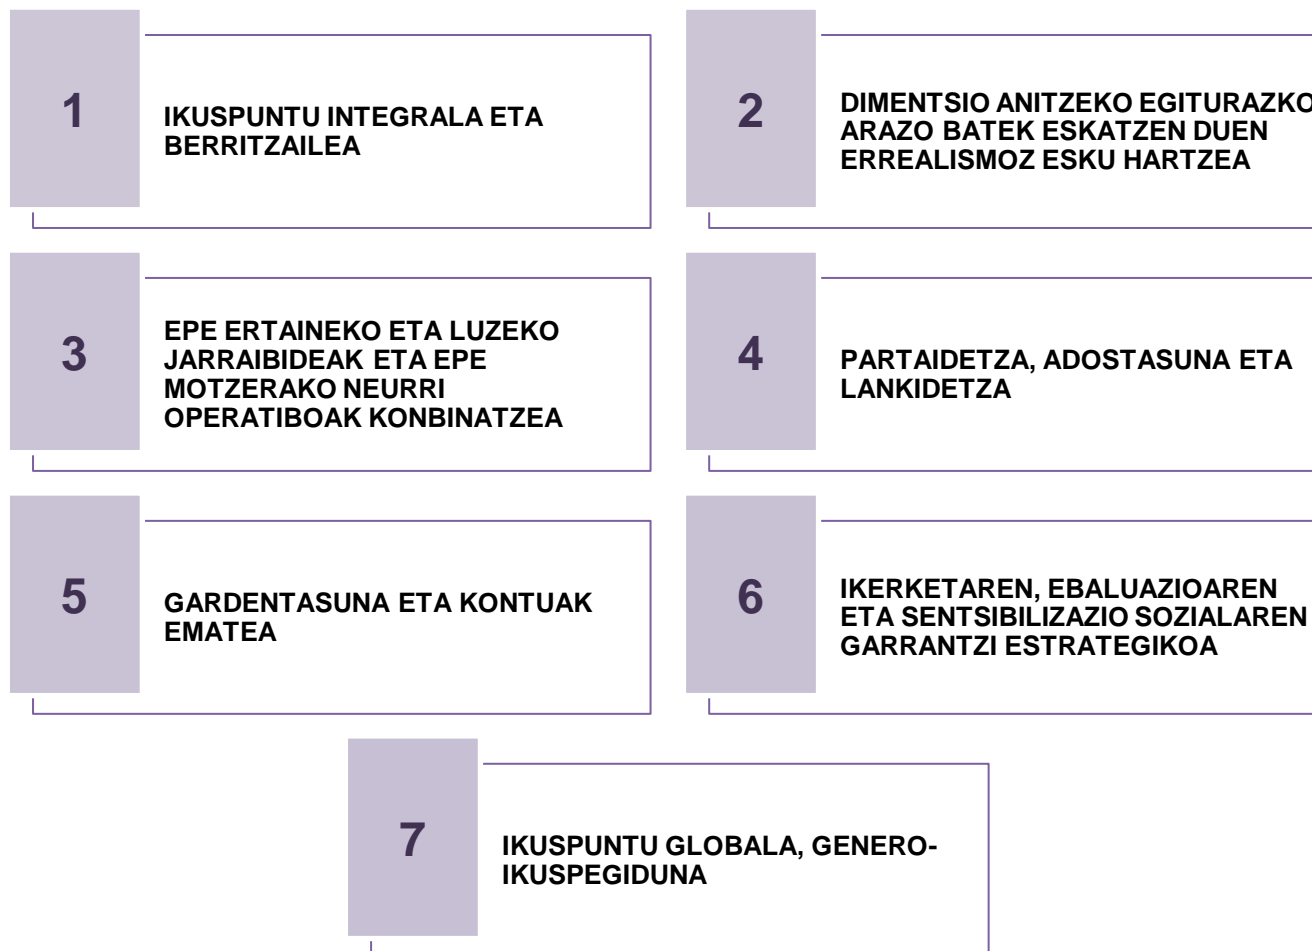 1
IKUSPUNTU INTEGRALA ETA
BERRITZAILEA
2
DIMENTSIO ANITZEKO EGITURAZKO
ARAZO BATEK ESKATZEN DUEN
ERREALISMOZ ESKU HARTZEA
3
EPE ERTAINEKO ETA LUZEKO
JARRAIBIDEAK ETA EPE
MOTZERAKO NEURRI
OPERATIBOAK KONBINATZEA
4
PARTAIDETZA, ADOSTASUNA ETA
LANKIDETZA
5
GARDENTASUNA ETA KONTUAK
EMATEA
6
IKERKETAREN, EBALUAZIOAREN
ETA SENTSIBILIZAZIO SOZIALAREN
GARRANTZI ESTRATEGIKOA
7
IKUSPUNTU GLOBALA, GENERO-
IKUSPEGIDUNA